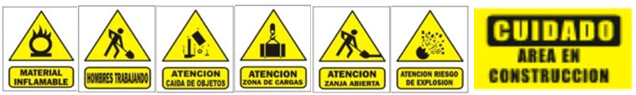 MATERIAL
INFLAMABLE
HOMBRES TRABAJANDO
ATENCION
CAIDA DE OBJETOS
ATENCION
ZONA DE CARGAS
ATENCION
ZANJA ABIERTA
ATENCION RIESGO
DE EXPLOSION
CUIDADO
AREA EN
CONSTRUCCION